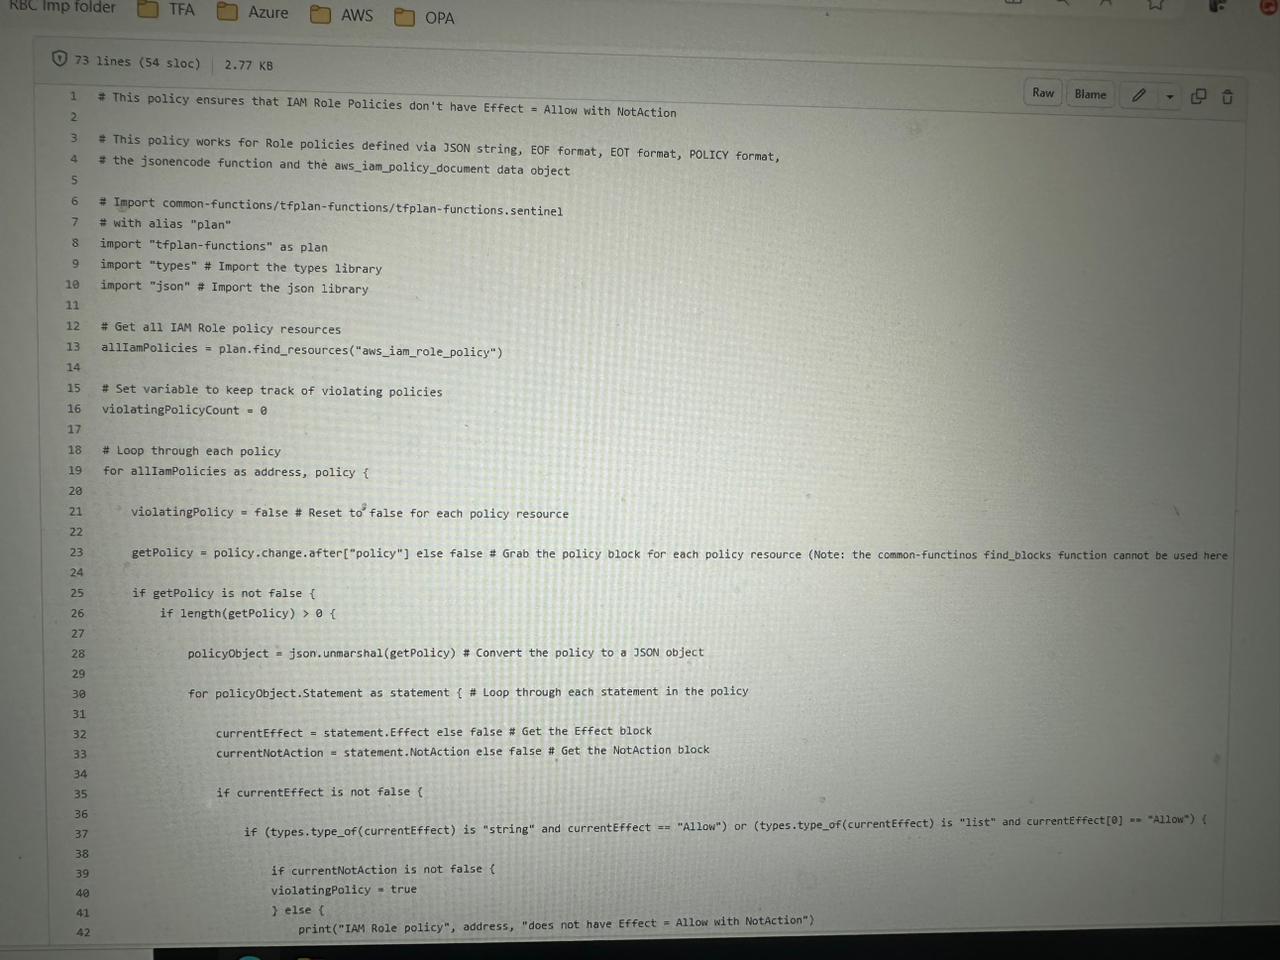 RBC Imp folder TFA Azure AWS OPA
73 lines (54 sloc) 2.77 KB
Raw Blame
1 # This policy ensures that IAM Role Policies don't have Effect = Allow with NotAction
2
3 # This policy works for Role policies defined via JSON string, EOF format, EOT format, POLICY format,
4 # the jsonencode function and the aws_iam_policy_document data object
5
6 # Import common-functions/tfplan-functions/tfplan-functions.sentinel
7 # with alias "plan"
8 import "tfplan-functions" as plan
9 import "types" # Import the types library
10 import "json" # Import the json library
11
12 # Get all IAM Role policy resources
13 allIamPolicies = plan.find_resources("aws_iam_role_policy")
14
15 # Set variable to keep track of violating policies
16 violatingPolicyCount = 0
17
18 # Loop through each policy
19 for allIamPolicies as address, policy {
20
21 violatingPolicy = false # Reset to false for each policy resource
22
23 getPolicy = policy.change.after["policy"] else false # Grab the policy block for each policy resource (Note: the common-functinos find_blocks function cannot be used here
24
25 if getPolicy is not false {
26 if length(getPolicy) > 0 {
27
28 policyObject = json.unmarshal(getPolicy) # Convert the policy to a JSON object
29
30 for policyObject.Statement as statement { # Loop through each statement in the policy
31
32 currentEffect = statement.Effect else false # Get the Effect block
33 currentNotAction = statement.NotAction else false # Get the NotAction block
34
35 if currentEffect is not false {
36
37 if (types.type_of(currentEffect) is "string" and currentEffect == "Allow") or (types.type_of(currentEffect) is "list" and currentEffect[0] == "Allow") {
38
39 if currentNotAction is not false {
40 violatingPolicy = true
41 } else {
42 print("IAM Role policy", address, "does not have Effect = Allow with NotAction")